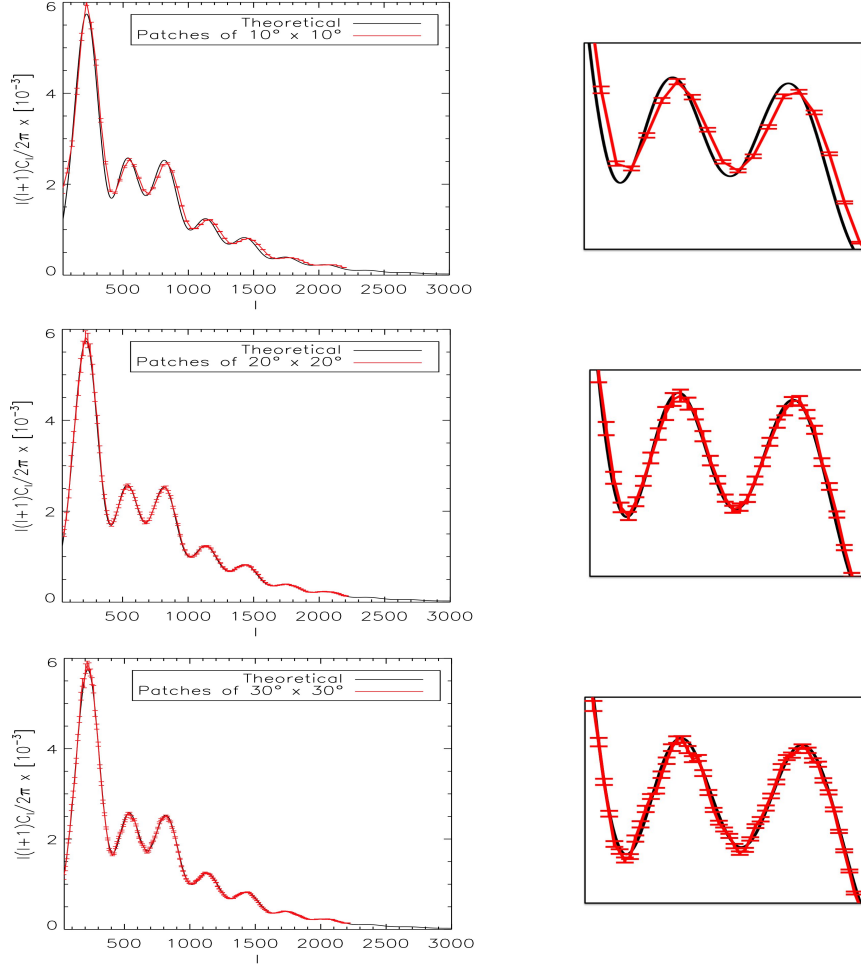 6
4
2
0
l(l+1)Cₗ/2π x [10⁻³]
Theoretical
Patches of 10° x 10°
500 1000 1500 2000 2500 3000
l
6
4
2
0
l(l+1)Cₗ/2π x [10⁻³]
Theoretical
Patches of 20° x 20°
500 1000 1500 2000 2500 3000
l
6
4
2
0
l(l+1)Cₗ/2π x [10⁻³]
Theoretical
Patches of 30° x 30°
500 1000 1500 2000 2500 3000
l